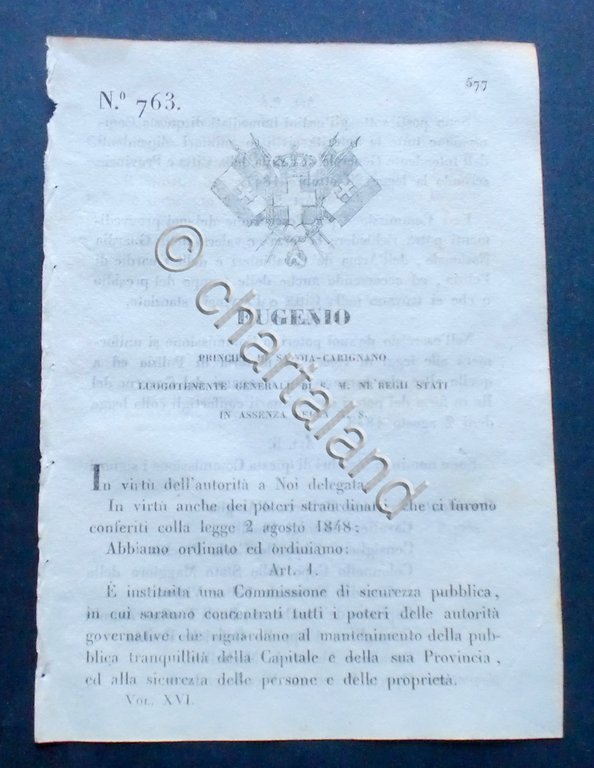 577
N.º 763.
EUGENIO
PRINCIPE DI SAVOIA-CARIGNANO
LUOGOTENENTE GENERALE DI S. M. NE' REGII STATI
IN ASSENZA DELLA M. S.
In virtù dell'autorità a Noi delegata;
In virtù anche dei poteri straordinari che ci furono
conferiti colla legge 2 agosto 1848:
Abbiamo ordinato ed ordiniamo:
Art. 1.
È instituita una Commissione di sicurezza pubblica,
in cui saranno concentrati tutti i poteri delle autorità
governative che riguardano al mantenimento della pub-
blica tranquillità della Capitale e della sua Provincia,
ed alla sicurezza delle persone e delle proprietà.
VOL. XVI.
© chartaland